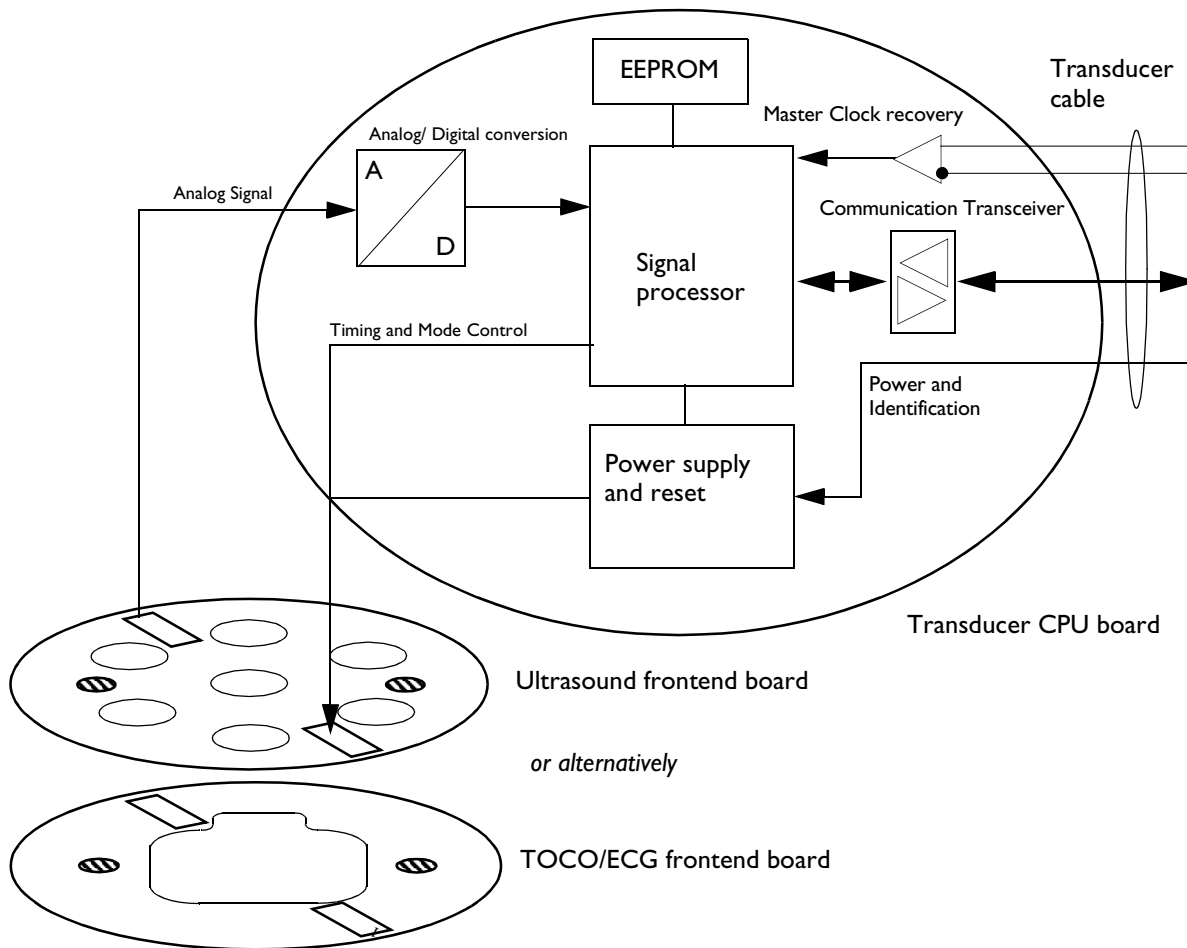 EEPROM
Transducer
cable
Master Clock recovery
Analog/ Digital conversion
A
D
Analog Signal
Communication Transceiver
Signal
processor
Timing and Mode Control
Power and
Identification
Power supply
and reset
Transducer CPU board
Ultrasound frontend board
or alternatively
TOCO/ECG frontend board